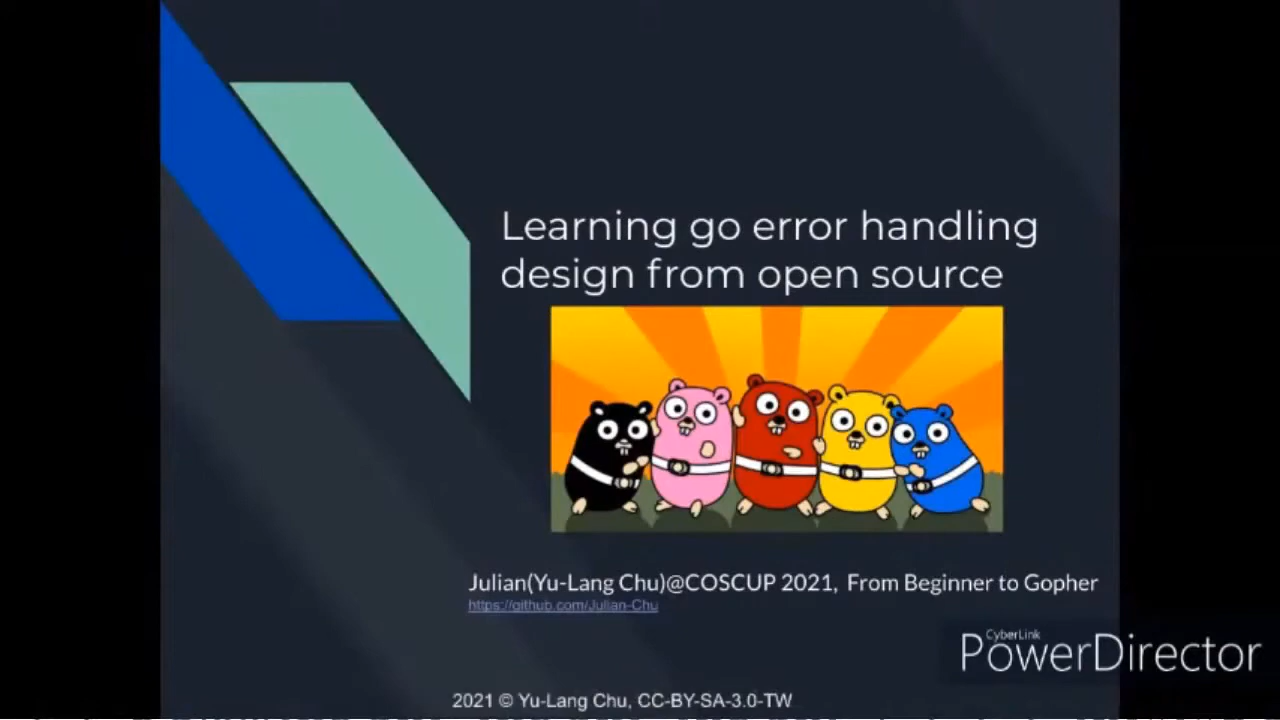 Learning go error handling
design from open source
Julian(Yu-Lang Chu)@COSCUP 2021, From Beginner to Gopher
https://github.com/Julian-Chu
CyberLink
PowerDirector
2021 © Yu-Lang Chu, CC-BY-SA-3.0-TW